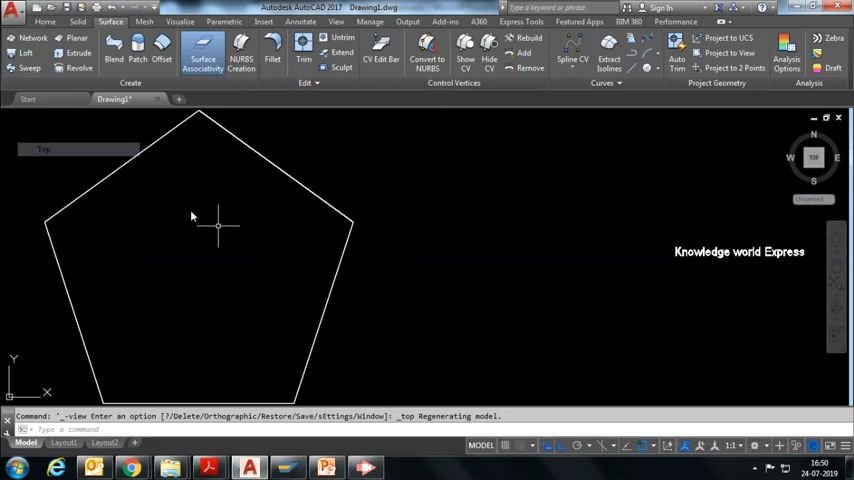 Autodesk AutoCAD 2017 Drawing1.dwg
Type a keyword or phrase
Sign In
Home Solid Surface Mesh Visualize Parametric Insert Annotate View Manage Output Add-ins A360 Express Tools Featured Apps BIM 360 Performance
Network Planar Untrim Rebuild Project to UCS Zebra
Loft Extrude Extend Add Project to View
Sweep Revolve Sculpt Remove Project to 2 Points Draft
Blend Patch Offset
Surface Associativity
NURBS Creation
Fillet Trim CV Edit Bar
Convert to NURBS
Show CV
Hide CV
Spline CV
Extract Isolines
Auto Trim
Analysis Options
Create Edit Control Vertices Curves Project Geometry Analysis
Start Drawing1* +
Top
N
W TOP E
S
Unnamed
Knowledge world Express
Y
X
Command: '_-view Enter an option [?/Delete/Orthographic/Restore/Save/sEttings/Window]: _top Regenerating model.
Type a command
Model Layout1 Layout2 + MODEL 1:1
16:50
24-07-2019